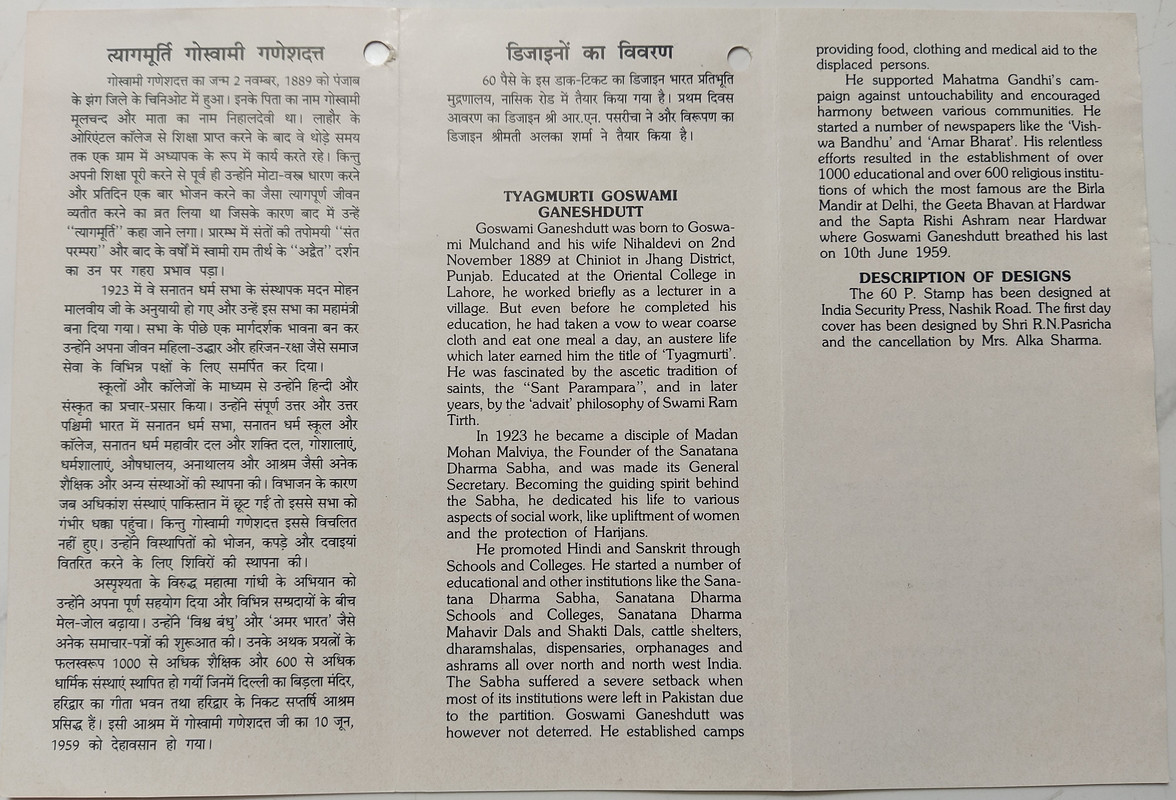 त्यागमूर्ति गोस्वामी गणेशदत्त
गोस्वामी गणेशदत्त का जन्म 2 नवम्बर, 1889 को पंजाब
के झंग जिले के चिनिओट में हुआ। इनके पिता का नाम गोस्वामी
मूलचन्द और माता का नाम निहालदेवी था। लाहौर के
ओरिएंटल कॉलेज से शिक्षा प्राप्त करने के बाद वे थोड़े समय
तक एक ग्राम में अध्यापक के रूप में कार्य करते रहे। किन्तु
अपनी शिक्षा पूरी करने से पूर्व ही उन्होंने मोटा-वस्त्र धारण करने
और प्रतिदिन एक बार भोजन करने का जैसा त्यागपूर्ण जीवन
व्यतीत करने का व्रत लिया था जिसके कारण बाद में उन्हें
“त्यागमूर्ति” कहा जाने लगा। प्रारम्भ में संतों की तपोमयी “संत
परम्परा” और बाद के वर्षों में स्वामी राम तीर्थ के “अद्वैत” दर्शन
का उन पर गहरा प्रभाव पड़ा।
1923 में वे सनातन धर्म सभा के संस्थापक मदन मोहन
मालवीय जी के अनुयायी हो गए और उन्हें इस सभा का महामंत्री
बना दिया गया। सभा के पीछे एक मार्गदर्शक भावना बन कर
उन्होंने अपना जीवन महिला-उद्धार और हरिजन-रक्षा जैसे समाज
सेवा के विभिन्न पक्षों के लिए समर्पित कर दिया।
स्कूलों और कॉलेजों के माध्यम से उन्होंने हिन्दी और
संस्कृत का प्रचार-प्रसार किया। उन्होंने संपूर्ण उत्तर और उत्तर
पश्चिमी भारत में सनातन धर्म सभा, सनातन धर्म स्कूल और
कॉलेज, सनातन धर्म महावीर दल और शक्ति दल, गोशालाएं,
धर्मशालाएं, औषधालय, अनाथालय और आश्रम जैसी अनेक
शैक्षिक और अन्य संस्थाओं की स्थापना की। विभाजन के कारण
जब अधिकांश संस्थाएं पाकिस्तान में छूट गईं तो इससे सभा को
गंभीर धक्का पहुंचा। किन्तु गोस्वामी गणेशदत्त इससे विचलित
नहीं हुए। उन्होंने विस्थापितों को भोजन, कपड़े और दवाइयां
वितरित करने के लिए शिविरों की स्थापना की।
अस्पृश्यता के विरुद्ध महात्मा गांधी के अभियान को
उन्होंने अपना पूर्ण सहयोग दिया और विभिन्न सम्प्रदायों के बीच
मेल-जोल बढ़ाया। उन्होंने ‘विश्व बंधु’ और ‘अमर भारत’ जैसे
अनेक समाचार-पत्रों की शुरूआत की। उनके अथक प्रयत्नों के
फलस्वरूप 1000 से अधिक शैक्षिक और 600 से अधिक
धार्मिक संस्थाएं स्थापित हो गयीं जिनमें दिल्ली का बिड़ला मंदिर,
हरिद्वार का गीता भवन तथा हरिद्वार के निकट सप्तर्षि आश्रम
प्रसिद्ध हैं। इसी आश्रम में गोस्वामी गणेशदत्त जी का 10 जून,
1959 को देहावसान हो गया।
डिजाइनों का विवरण
60 पैसे के इस डाक-टिकट का डिजाइन भारत प्रतिभूति
मुद्रणालय, नासिक रोड में तैयार किया गया है। प्रथम दिवस
आवरण का डिजाइन श्री आर.एन. पसरीचा ने और विरूपण का
डिजाइन श्रीमती अलका शर्मा ने तैयार किया है।
TYAGMURTI GOSWAMI
GANESHDUTT
Goswami Ganeshdutt was born to Goswa-
mi Mulchand and his wife Nihaldevi on 2nd
November 1889 at Chiniot in Jhang District,
Punjab. Educated at the Oriental College in
Lahore, he worked briefly as a lecturer in a
village. But even before he completed his
education, he had taken a vow to wear coarse
cloth and eat one meal a day, an austere life
which later earned him the title of ‘Tyagmurti’.
He was fascinated by the ascetic tradition of
saints, the “Sant Parampara”, and in later
years, by the ‘advait’ philosophy of Swami Ram
Tirth.
In 1923 he became a disciple of Madan
Mohan Malviya, the Founder of the Sanatana
Dharma Sabha, and was made its General
Secretary. Becoming the guiding spirit behind
the Sabha, he dedicated his life to various
aspects of social work, like upliftment of women
and the protection of Harijans.
He promoted Hindi and Sanskrit through
Schools and Colleges. He started a number of
educational and other institutions like the Sana-
tana Dharma Sabha, Sanatana Dharma
Schools and Colleges, Sanatana Dharma
Mahavir Dals and Shakti Dals, cattle shelters,
dharamshalas, dispensaries, orphanages and
ashrams all over north and north west India.
The Sabha suffered a severe setback when
most of its institutions were left in Pakistan due
to the partition. Goswami Ganeshdutt was
however not deterred. He established camps
providing food, clothing and medical aid to the
displaced persons.
He supported Mahatma Gandhi's cam-
paign against untouchability and encouraged
harmony between various communities. He
started a number of newspapers like the ‘Vish-
wa Bandhu’ and ‘Amar Bharat’. His relentless
efforts resulted in the establishment of over
1000 educational and over 600 religious institu-
tions of which the most famous are the Birla
Mandir at Delhi, the Geeta Bhavan at Hardwar
and the Sapta Rishi Ashram near Hardwar
where Goswami Ganeshdutt breathed his last
on 10th June 1959.
DESCRIPTION OF DESIGNS
The 60 P. Stamp has been designed at
India Security Press, Nashik Road. The first day
cover has been designed by Shri R.N.Pasricha
and the cancellation by Mrs. Alka Sharma.